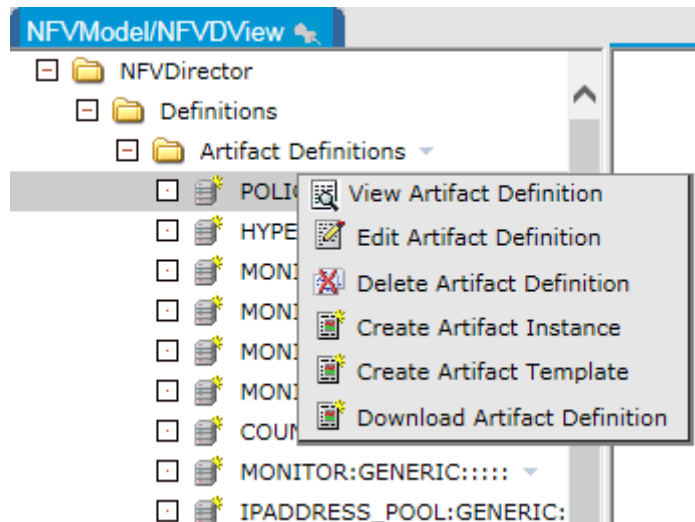 NFVModel/NFVDView
NFVDirector
Definitions
Artifact Definitions
POLIC
View Artifact Definition
HYPE
Edit Artifact Definition
MONI
Delete Artifact Definition
MONI
Create Artifact Instance
MONI
Create Artifact Template
MONI
Download Artifact Definition
COUN
MONITOR:GENERIC:::::
IPADDRESS_POOL:GENERIC: